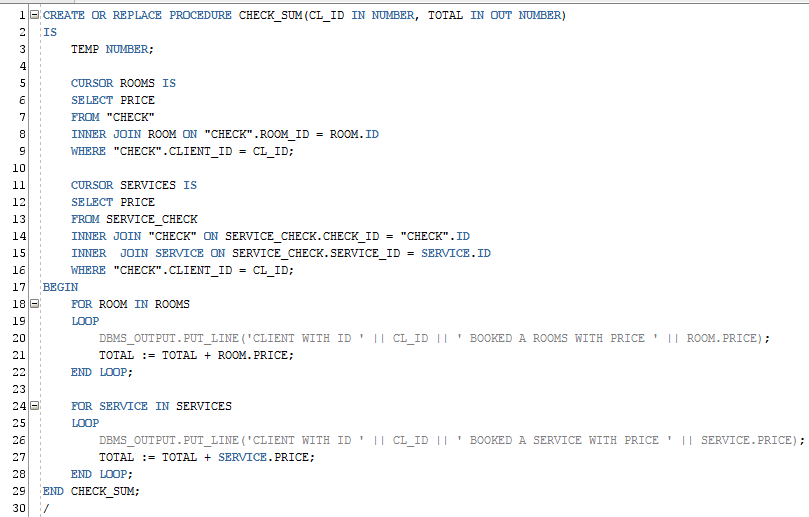 1 CREATE OR REPLACE PROCEDURE CHECK_SUM(CL_ID IN NUMBER, TOTAL IN OUT NUMBER)
2 IS
3     TEMP NUMBER;
4
5     CURSOR ROOMS IS
6     SELECT PRICE
7     FROM "CHECK"
8     INNER JOIN ROOM ON "CHECK".ROOM_ID = ROOM.ID
9     WHERE "CHECK".CLIENT_ID = CL_ID;
10
11     CURSOR SERVICES IS
12     SELECT PRICE
13     FROM SERVICE_CHECK
14     INNER JOIN "CHECK" ON SERVICE_CHECK.CHECK_ID = "CHECK".ID
15     INNER  JOIN SERVICE ON SERVICE_CHECK.SERVICE_ID = SERVICE.ID
16     WHERE "CHECK".CLIENT_ID = CL_ID;
17 BEGIN
18     FOR ROOM IN ROOMS
19     LOOP
20         DBMS_OUTPUT.PUT_LINE('CLIENT WITH ID ' || CL_ID || ' BOOKED A ROOMS WITH PRICE ' || ROOM.PRICE);
21         TOTAL := TOTAL + ROOM.PRICE;
22     END LOOP;
23
24     FOR SERVICE IN SERVICES
25     LOOP
26         DBMS_OUTPUT.PUT_LINE('CLIENT WITH ID ' || CL_ID || ' BOOKED A SERVICE WITH PRICE ' || SERVICE.PRICE);
27         TOTAL := TOTAL + SERVICE.PRICE;
28     END LOOP;
29 END CHECK_SUM;
30 /